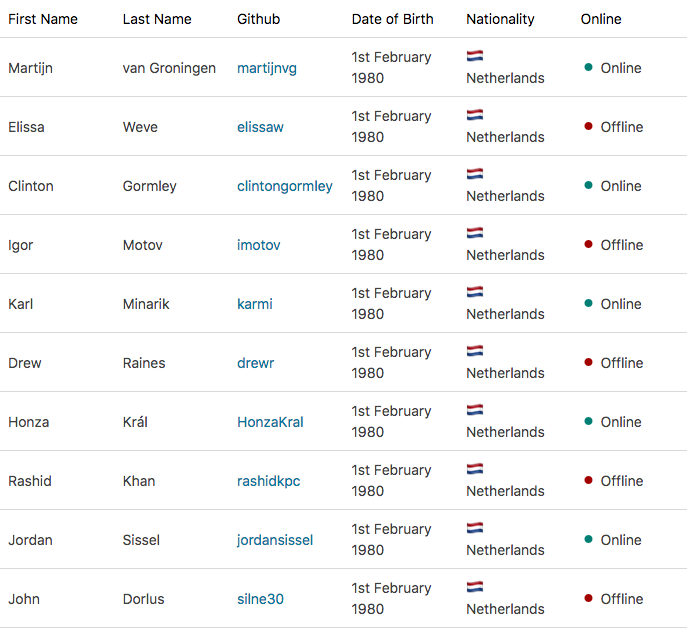 First Name Last Name Github Date of Birth Nationality Online
Martijn van Groningen martijnvg 1st February 1980 Netherlands Online
Elissa Weve elissaw 1st February 1980 Netherlands Offline
Clinton Gormley clintongormley 1st February 1980 Netherlands Online
Igor Motov imotov 1st February 1980 Netherlands Offline
Karl Minarik karmi 1st February 1980 Netherlands Online
Drew Raines drewr 1st February 1980 Netherlands Offline
Honza Král HonzaKral 1st February 1980 Netherlands Online
Rashid Khan rashidkpc 1st February 1980 Netherlands Offline
Jordan Sissel jordansissel 1st February 1980 Netherlands Online
John Dorlus silne30 1st February 1980 Netherlands Offline